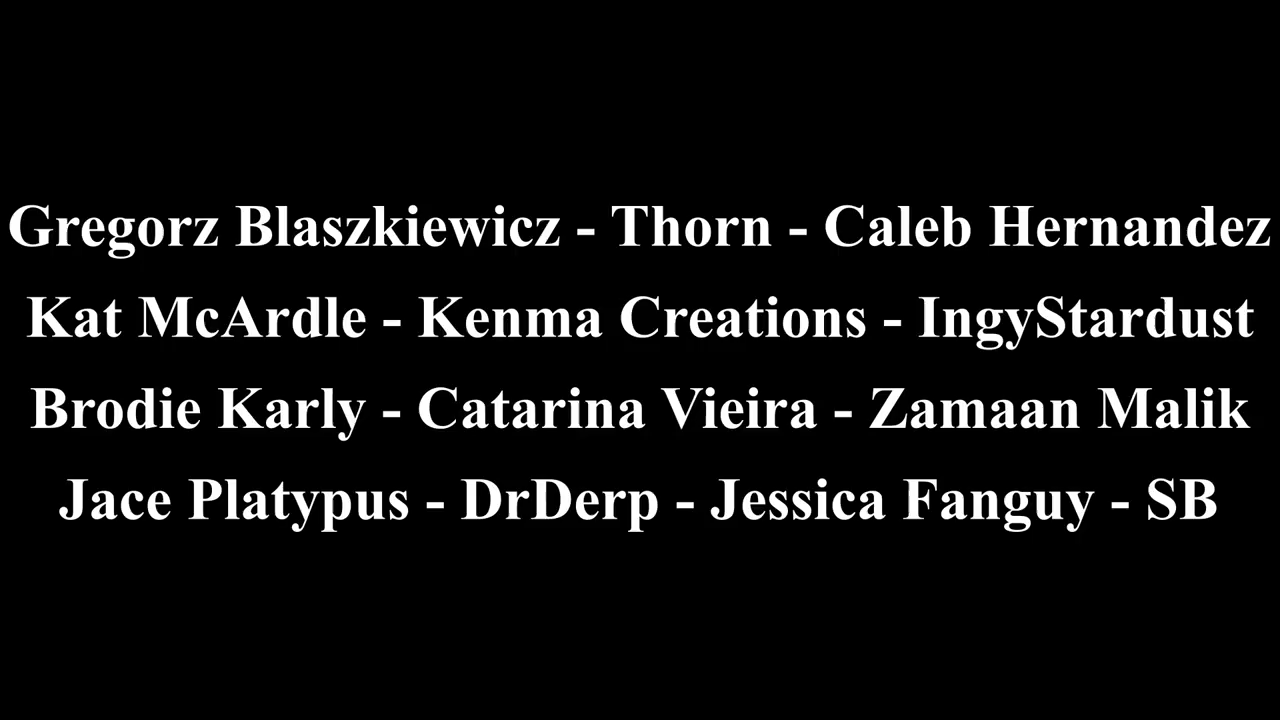 Gregorz Blaszkiewicz - Thorn - Caleb Hernandez
Kat McArdle - Kenma Creations - IngyStardust
Brodie Karly - Catarina Vieira - Zamaan Malik
Jace Platypus - DrDerp - Jessica Fanguy - SB